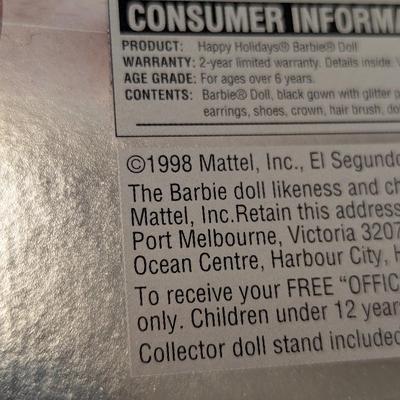 CONSUMER INFORMA
PRODUCT: Happy Holidays® Barbie® Doll
WARRANTY: 2-year limited warranty. Details inside.
AGE GRADE: For ages over 6 years.
CONTENTS: Barbie® Doll, black gown with glitter
earrings, shoes, crown, hair brush,
©1998 Mattel, Inc., El Segundo
The Barbie doll likeness and
Mattel, Inc.Retain this address
Port Melbourne, Victoria 3207
Ocean Centre, Harbour City,
To receive your FREE "OFFIC
only. Children under 12 year
Collector doll stand included